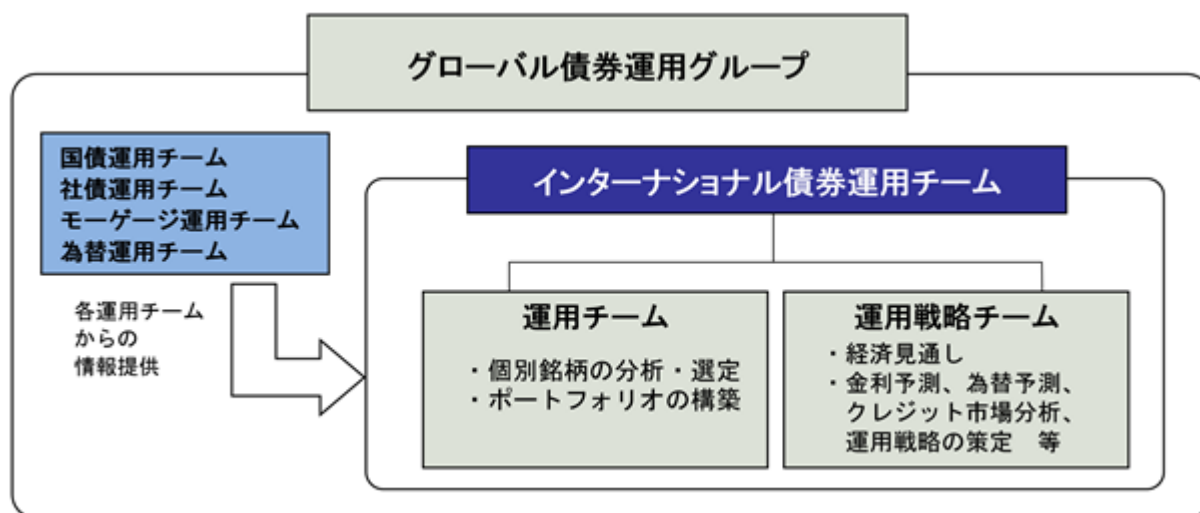 グローバル債券運用グループ
国債運用チーム
社債運用チーム
モーゲージ運用チーム
為替運用チーム
各運用チーム
からの
情報提供
インターナショナル債券運用チーム
運用チーム
・個別銘柄の分析・選定
・ポートフォリオの構築
運用戦略チーム
・経済見通し
・金利予測、為替予測、
クレジット市場分析、
運用戦略の策定　等